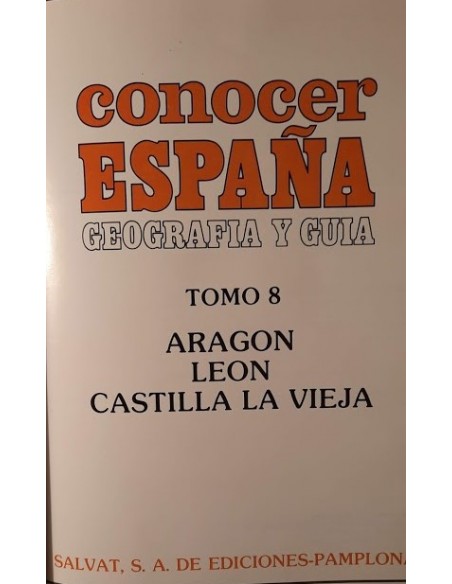 conocer
ESPAÑA
GEOGRAFIA Y GUIA
TOMO 8
ARAGON
LEON
CASTILLA LA VIEJA
SALVAT, S. A. DE EDICIONES-PAMPLONA